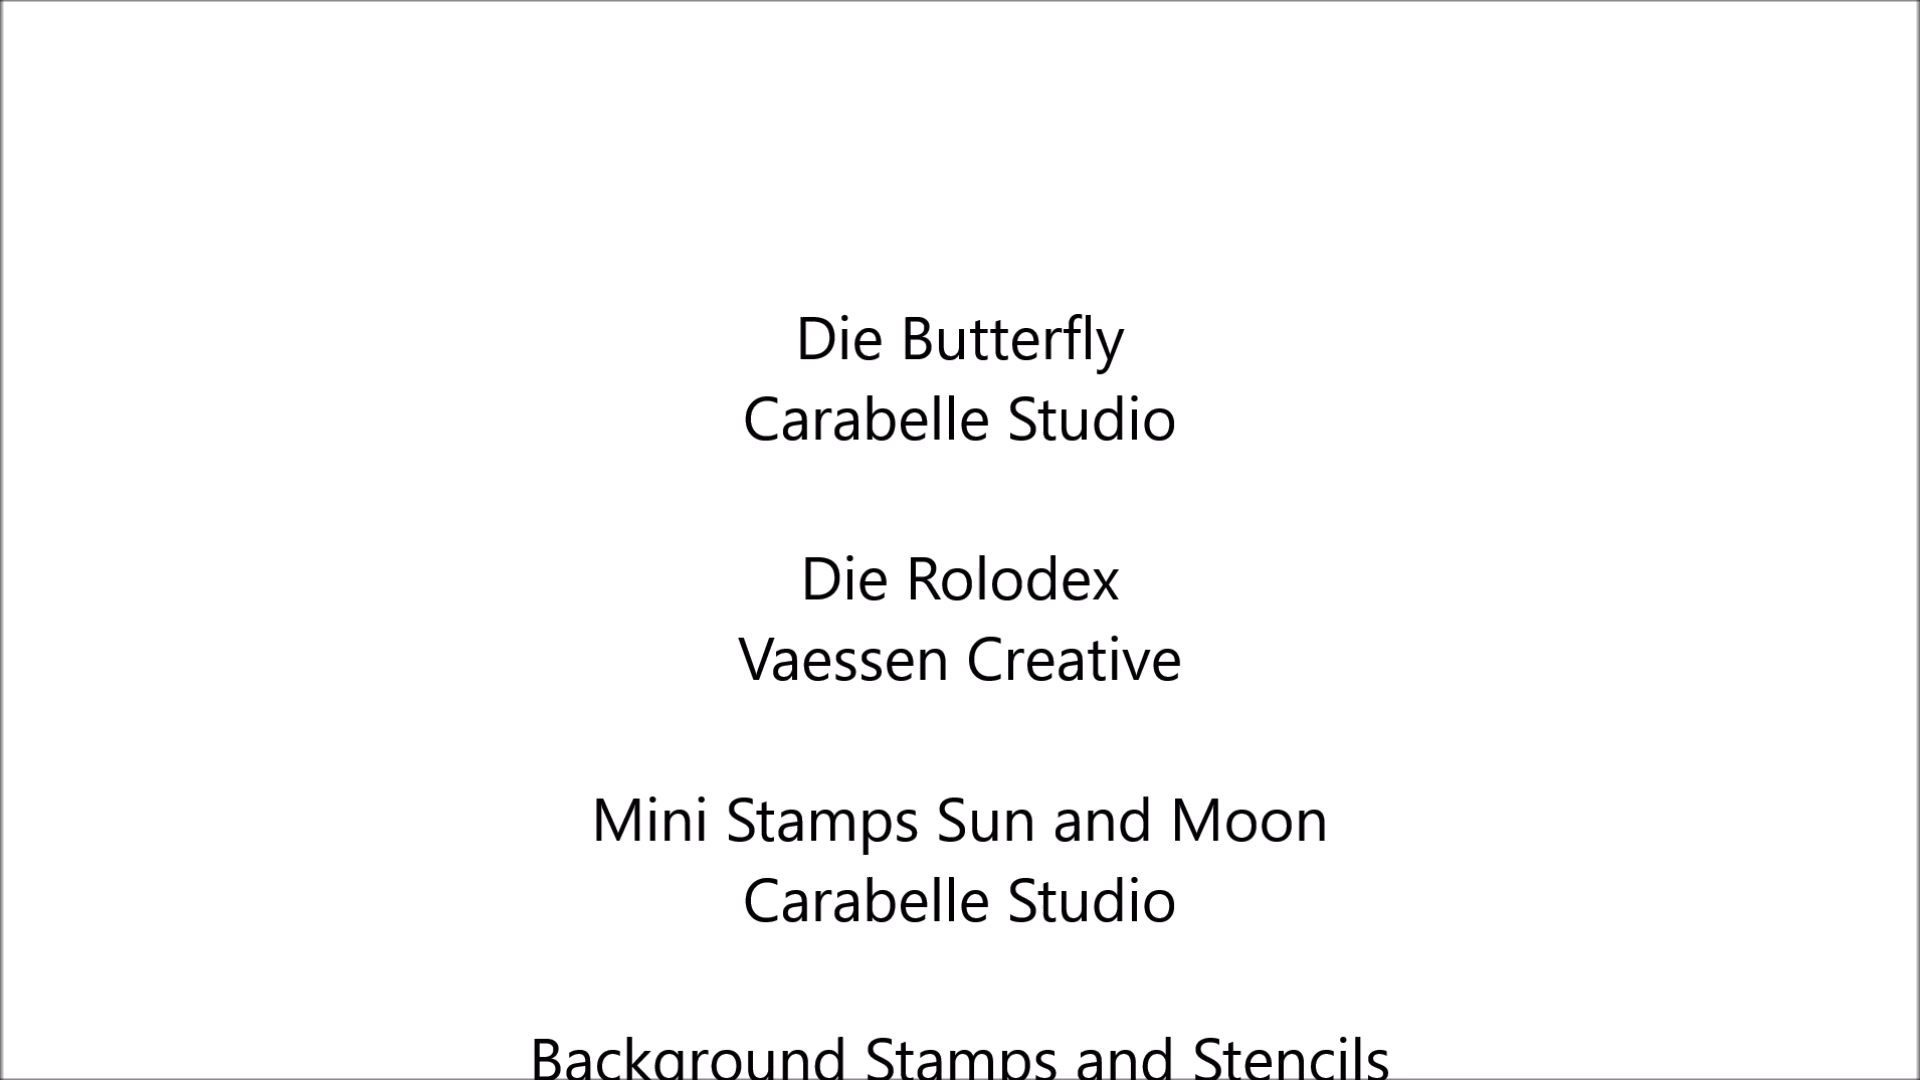 Die Butterfly
Carabelle Studio
Die Rolodex
Vaessen Creative
Mini Stamps Sun and Moon
Carabelle Studio
Background Stamps and Stencils